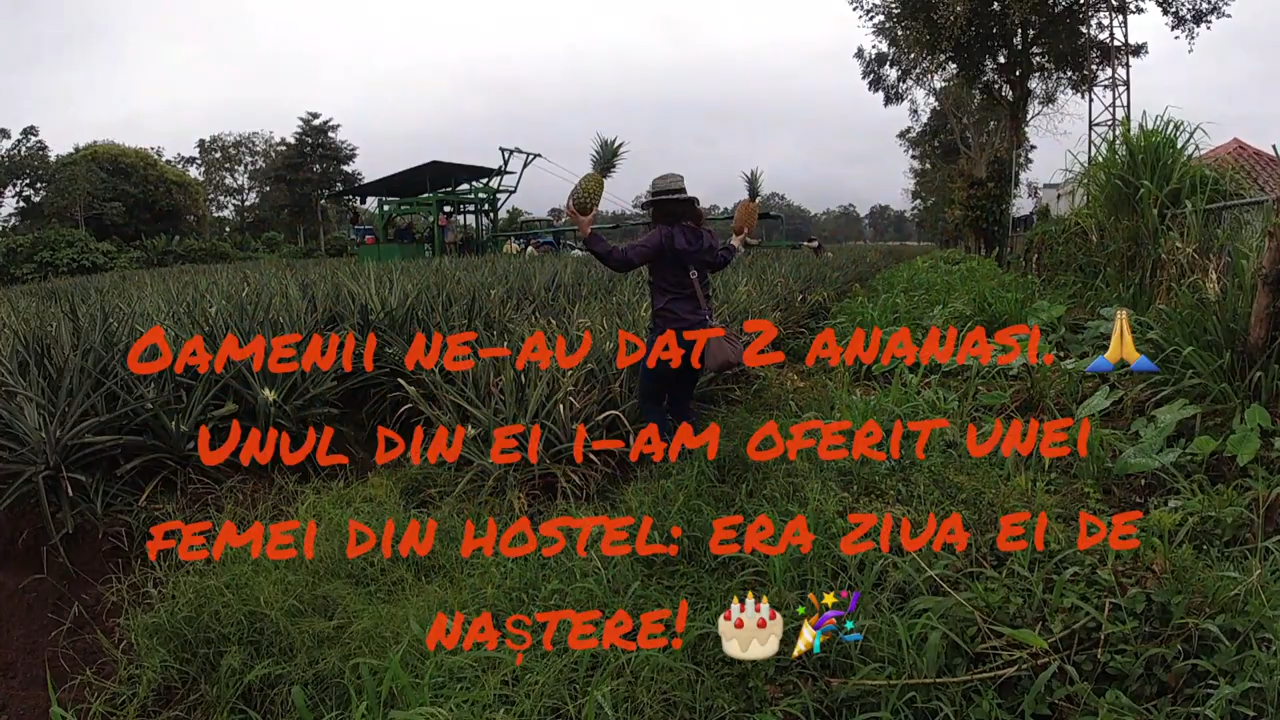 Oamenii ne-au dat 2 ananasi. 🙏
Unul din ei i-am oferit unei
femei din hostel: era ziua ei de
naștere! 🎂🎉